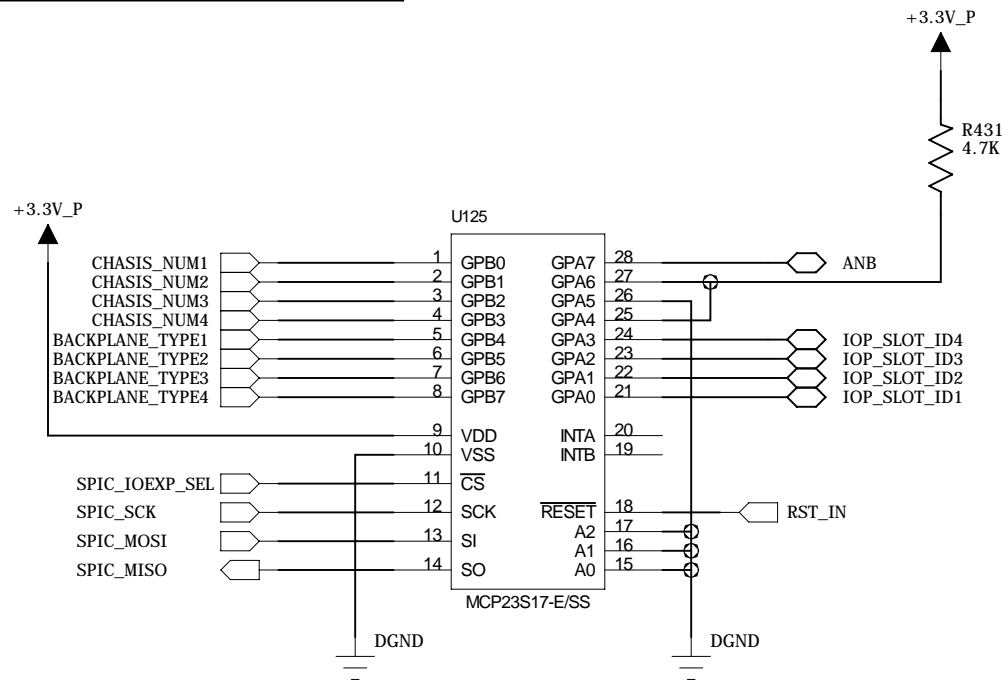 +3.3V_P
R431
4.7K
+3.3V_P
U125
CHASIS_NUM1 1 GPB0 GPA7 28 ANB
CHASIS_NUM2 2 GPB1 GPA6 27
CHASIS_NUM3 3 GPB2 GPA5 26
CHASIS_NUM4 4 GPB3 GPA4 25
BACKPLANE_TYPE1 5 GPB4 GPA3 24 IOP_SLOT_ID4
BACKPLANE_TYPE2 6 GPB5 GPA2 23 IOP_SLOT_ID3
BACKPLANE_TYPE3 7 GPB6 GPA1 22 IOP_SLOT_ID2
BACKPLANE_TYPE4 8 GPB7 GPA0 21 IOP_SLOT_ID1
9 VDD INTA 20
10 VSS INTB 19
SPIC_IOEXP_SEL 11 CS
SPIC_SCK 12 SCK RESET 18 RST_IN
A2 17
SPIC_MOSI 13 SI A1 16
SPIC_MISO 14 SO A0 15
MCP23S17-E/SS
DGND DGND